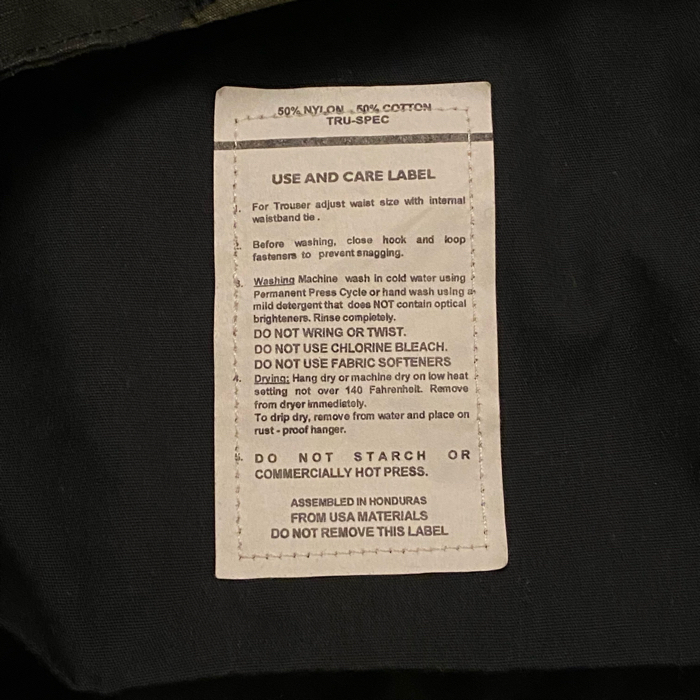 50% NYLON 50% COTTON
TRU-SPEC
USE AND CARE LABEL
1. For Trouser adjust waist size with internal
waistband tie.
2. Before washing, close hook and loop
fasteners to prevent snagging.
3. Washing Machine wash in cold water using
Permanent Press Cycle or hand wash using a
mild detergent that does NOT contain optical
brighteners. Rinse completely.
DO NOT WRING OR TWIST.
DO NOT USE CHLORINE BLEACH.
DO NOT USE FABRIC SOFTENERS
4. Drying: Hang dry or machine dry on low heat
setting not over 140 Fahrenheit. Remove
from dryer immediately.
To drip dry, remove from water and place on
rust - proof hanger.
5. DO NOT STARCH OR
COMMERCIALLY HOT PRESS.
ASSEMBLED IN HONDURAS
FROM USA MATERIALS
DO NOT REMOVE THIS LABEL